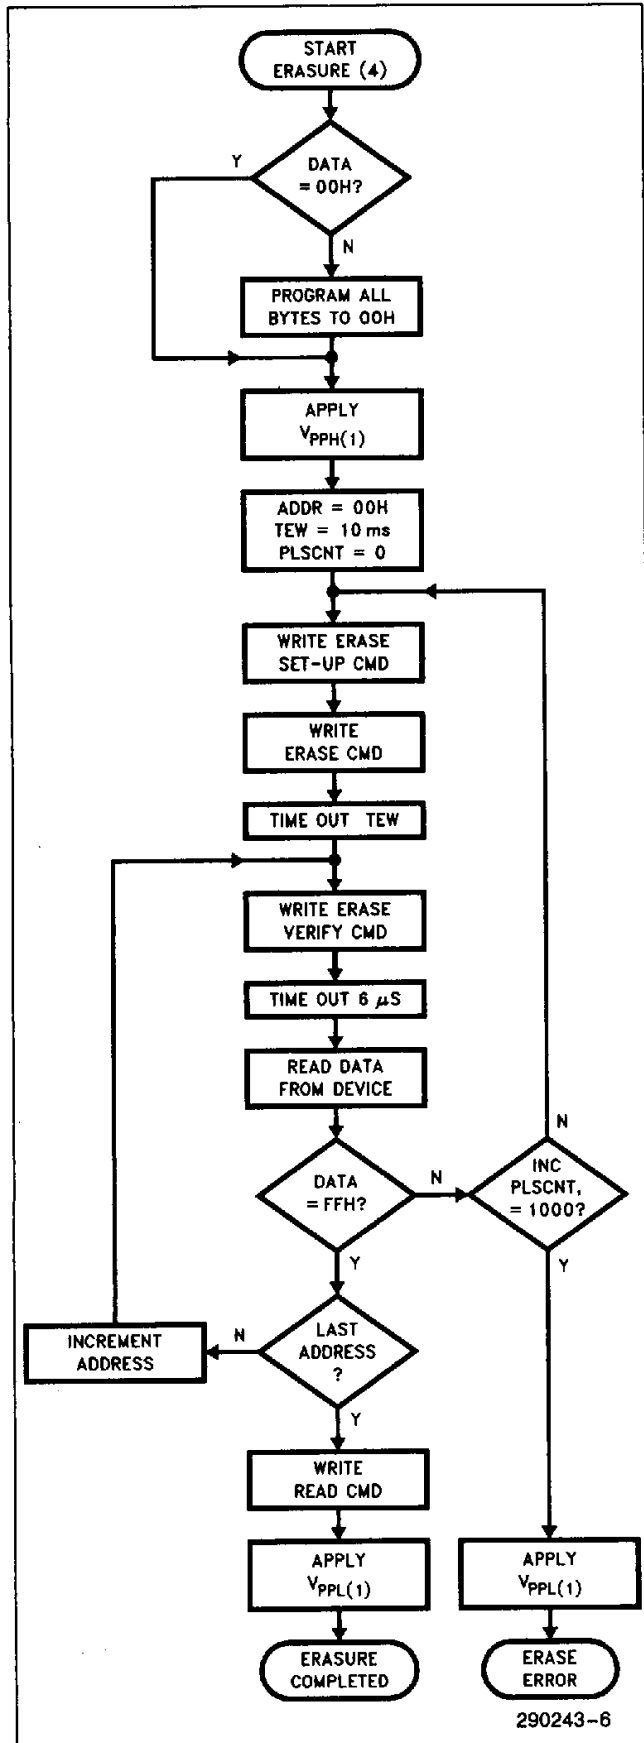 START
ERASURE (4)
Y
DATA
= 00H?
N
PROGRAM ALL
BYTES TO 00H
APPLY
VPPH(1)
ADDR = 00H
TEW = 10 ms
PLSCNT = 0
WRITE ERASE
SET-UP CMD
WRITE
ERASE CMD
TIME OUT TEW
WRITE ERASE
VERIFY CMD
TIME OUT 6 μS
READ DATA
FROM DEVICE
DATA
=FFH?
N
Y
INC
PLSCNT,
= 1000?
N
Y
LAST
ADDRESS
?
N
Y
INCREMENT
ADDRESS
WRITE
READ CMD
APPLY
VPPL(1)
ERASURE
COMPLETED
APPLY
VPPL(1)
ERASE
ERROR
290243-6